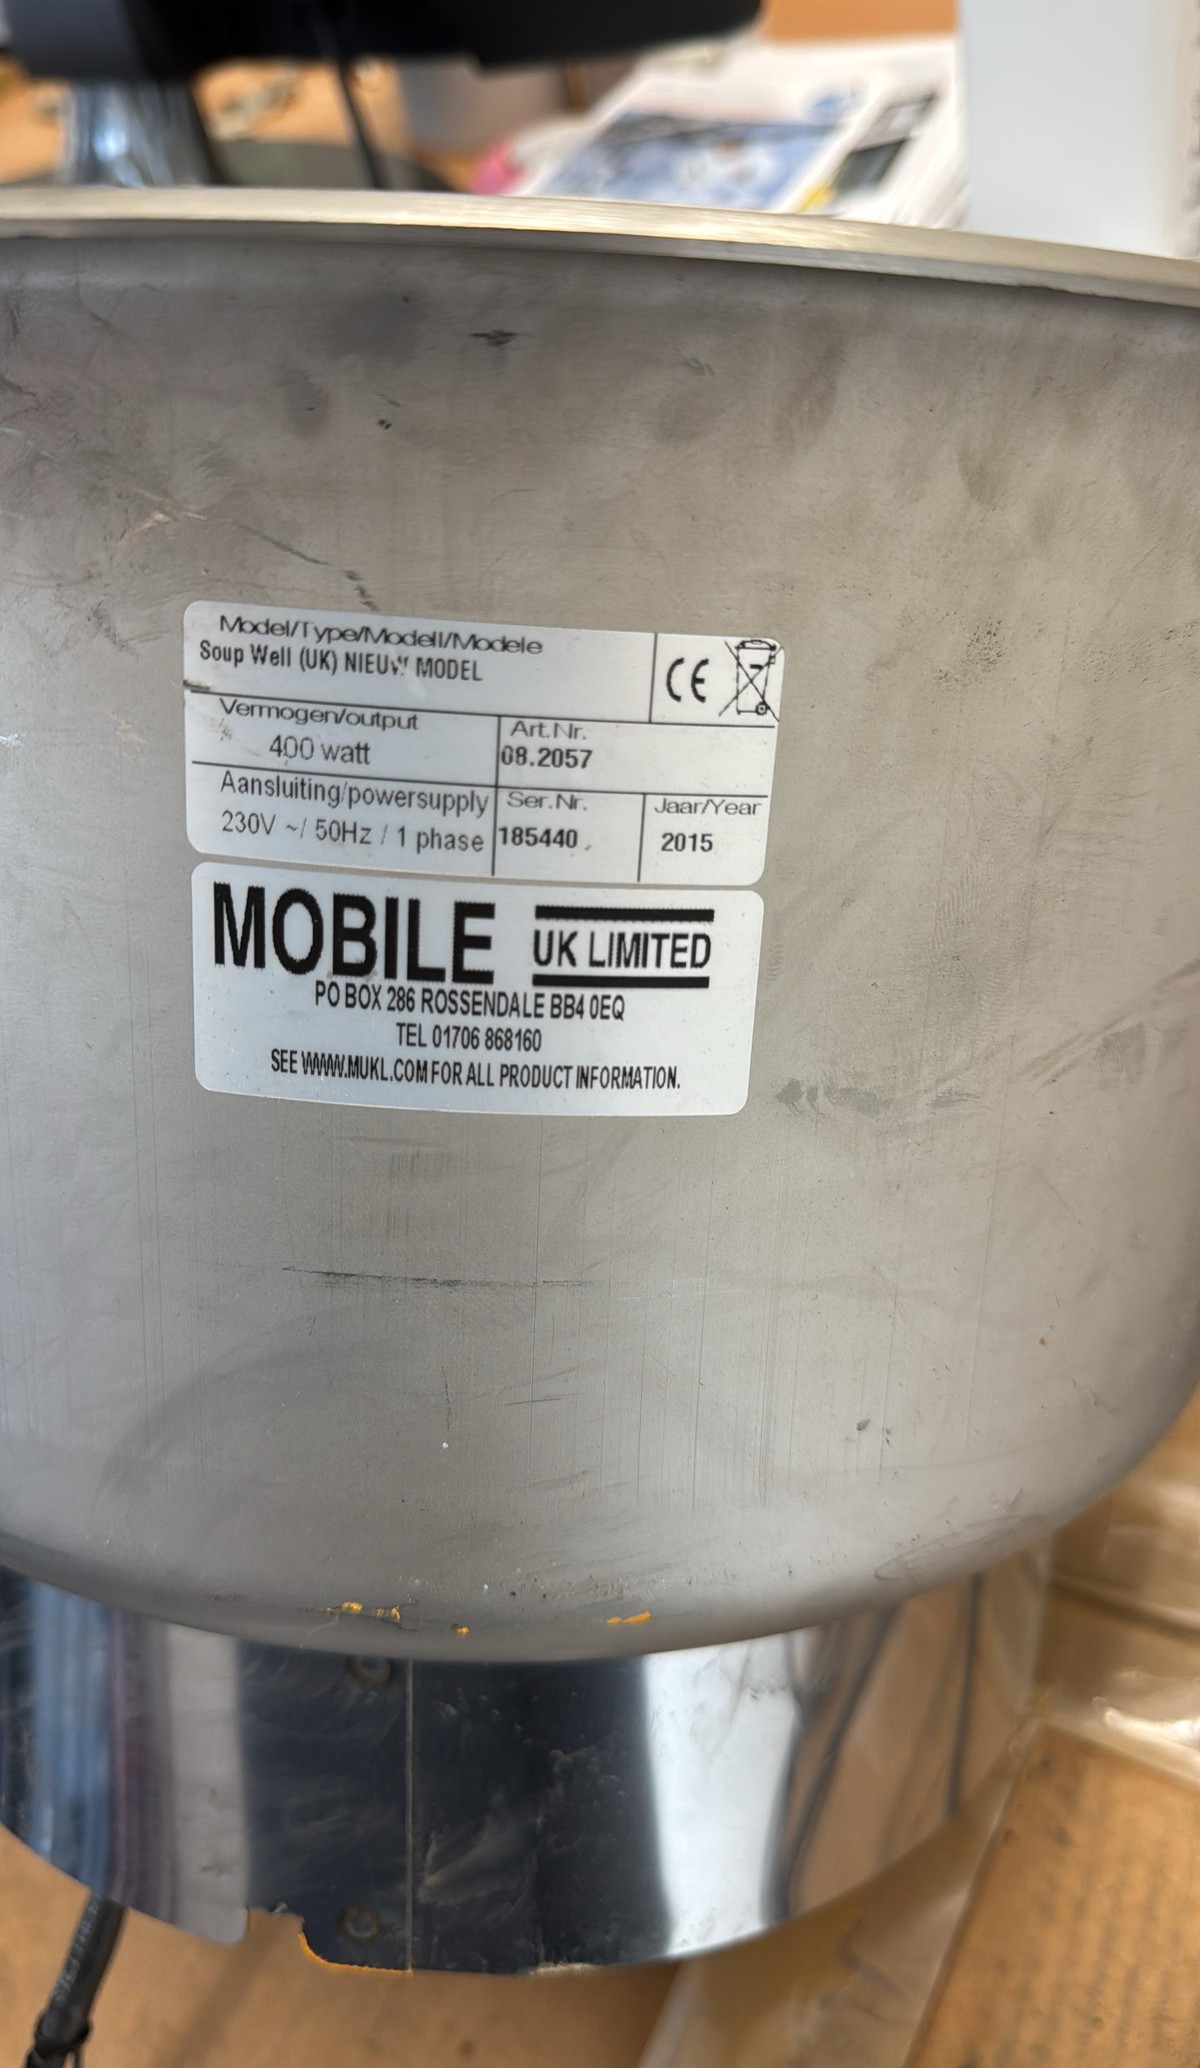 Model/Type/Modell/Modele
Soup Well (UK) NIEUW MODEL
CE
Vermogen/output
400 watt
Art.Nr.
08.2057
Aansluiting/powersupply
230V ~/ 50Hz / 1 phase
Ser.Nr.
185440
Jaar/Year
2015
MOBILE UK LIMITED
PO BOX 286 ROSSENDALE BB4 0EQ
TEL 01706 868160
SEE WWW.MUKL.COM FOR ALL PRODUCT INFORMATION.